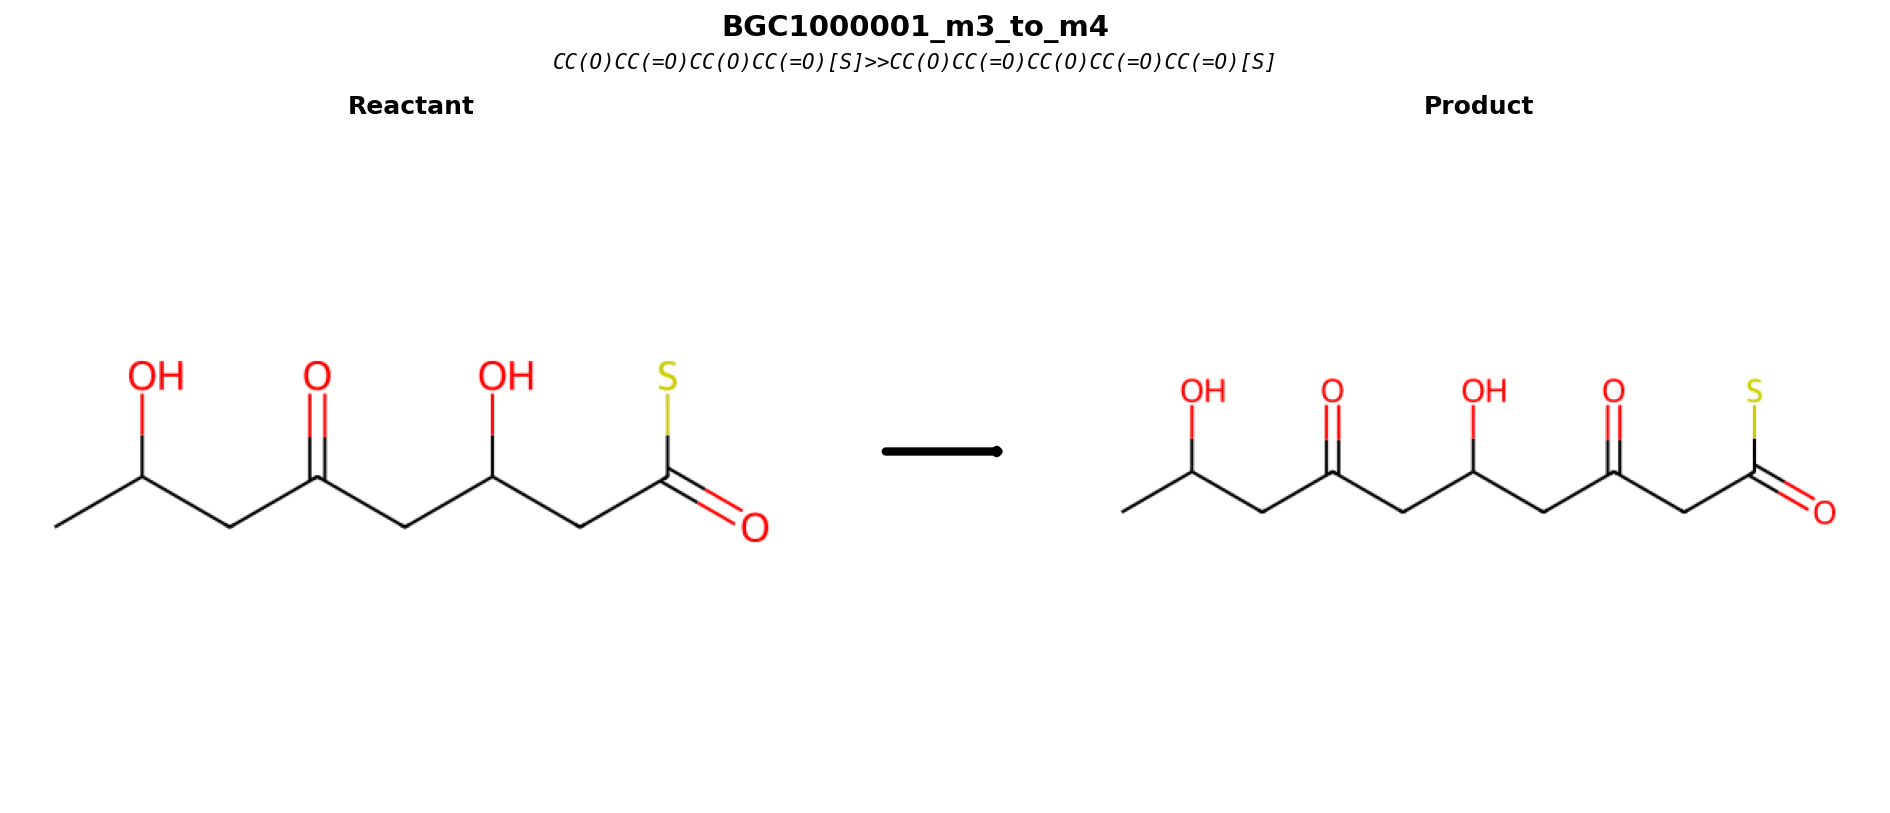 BGC1000001_m3_to_m4
CC(O)CC(=O)CC(O)CC(=O)[S]>>CC(O)CC(=O)CC(O)CC(=O)CC(=O)[S]
Reactant
Product
OH O OH S O
OH O OH O S O